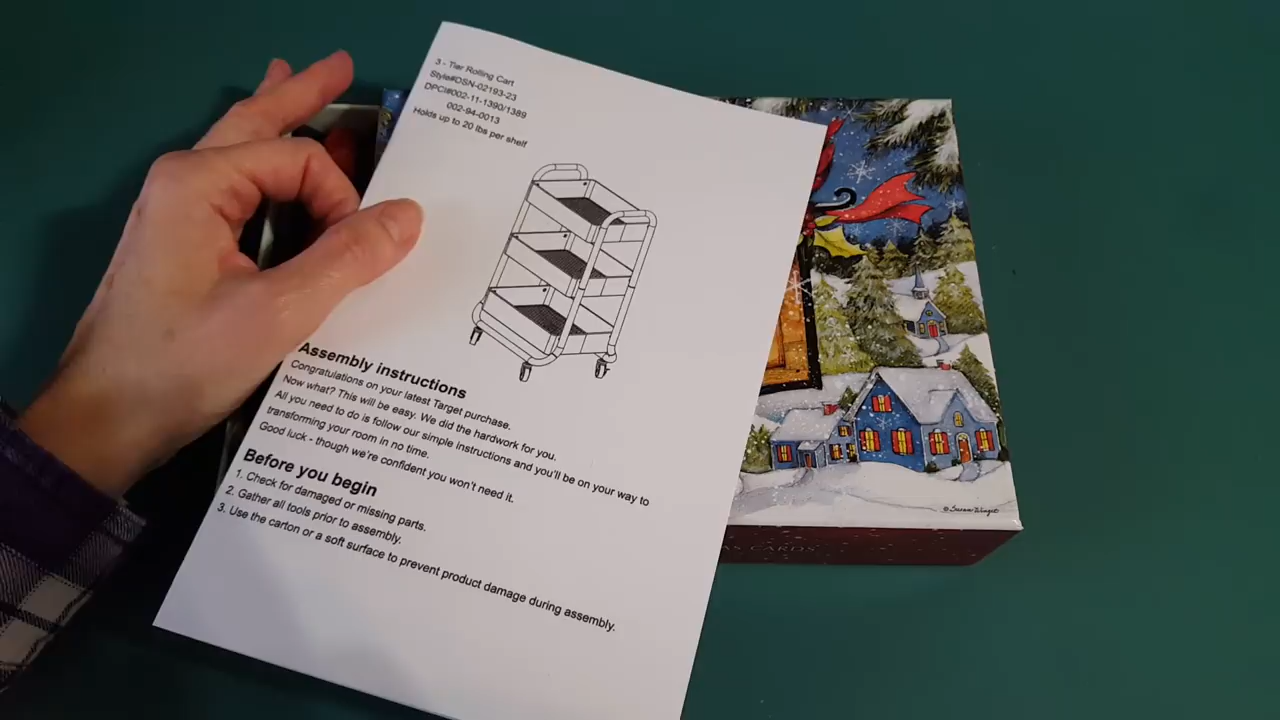 3 - Tier Rolling Cart
Style#DSN-02193-23
DPCI#002-11-1390/1389
002-94-0013
Holds up to 20 lbs per shelf
Assembly instructions
Congratulations on your latest Target purchase.
Now what? This will be easy. We did the hardwork for you.
All you need to do is follow our simple instructions and you'll be on your way to
transforming your room in no time.
Good luck - though we're confident you won't need it.
Before you begin
1. Check for damaged or missing parts.
2. Gather all tools prior to assembly.
3. Use the carton or a soft surface to prevent product damage during assembly.
©Susan Winget
CARDS